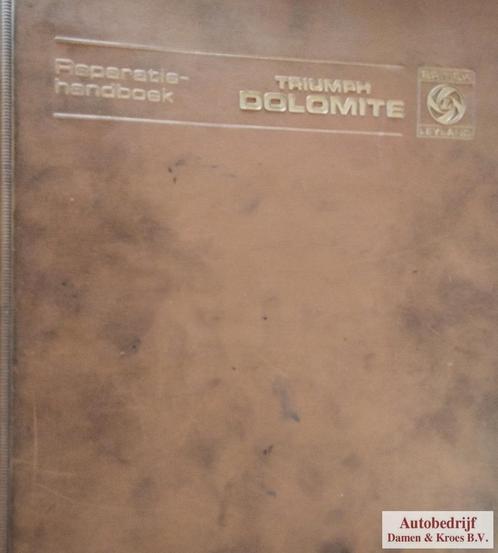 Reparatie-
handboek
TRIUMPH
DOLOMITE
BRITISH
LEYLAND
Autobedrijf
Damen & Kroes B.V.